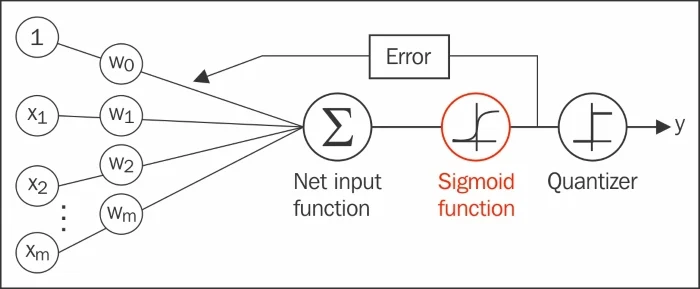 1
w₀
Error
x₁
w₁
Σ
y
x₂
w₂
Net input
function
Sigmoid
function
Quantizer
⋮
wₘ
xₘ